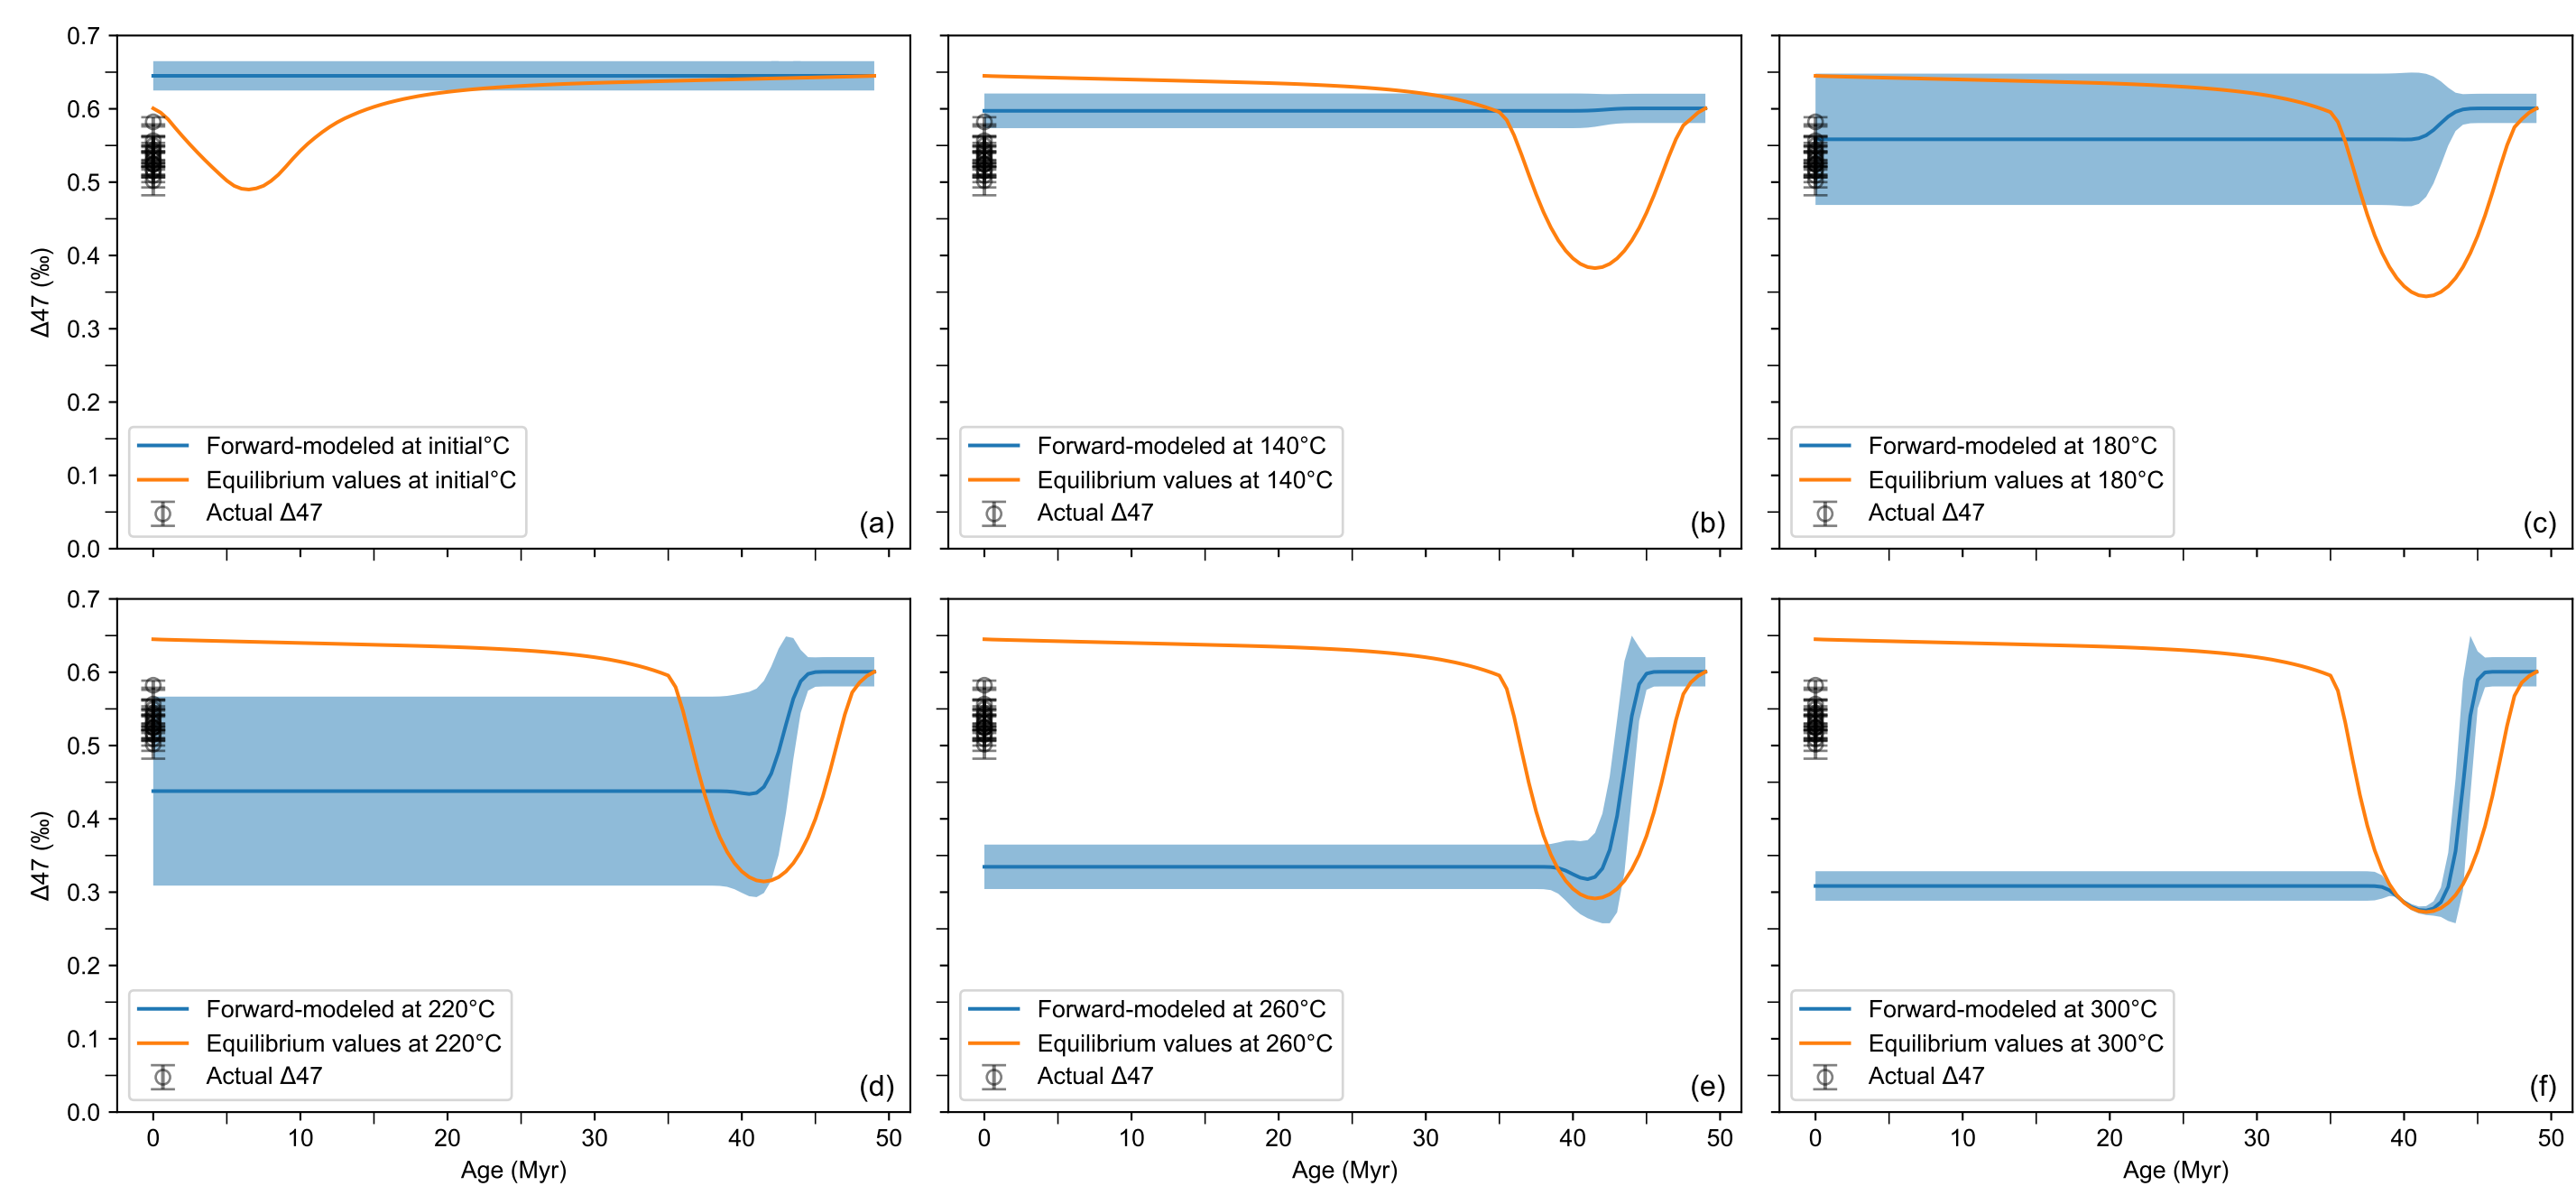 0.7
0.6
0.5
0.4
0.3
0.2
0.1
0.0
Δ47 (‰)
Forward-modeled at initial°C
Equilibrium values at initial°C
Actual Δ47
(a)
Forward-modeled at 140°C
Equilibrium values at 140°C
Actual Δ47
(b)
Forward-modeled at 180°C
Equilibrium values at 180°C
Actual Δ47
(c)
0.7
0.6
0.5
0.4
0.3
0.2
0.1
0.0
Δ47 (‰)
Forward-modeled at 220°C
Equilibrium values at 220°C
Actual Δ47
(d)
0 10 20 30 40 50
Age (Myr)
Forward-modeled at 260°C
Equilibrium values at 260°C
Actual Δ47
(e)
0 10 20 30 40 50
Age (Myr)
Forward-modeled at 300°C
Equilibrium values at 300°C
Actual Δ47
(f)
0 10 20 30 40 50
Age (Myr)